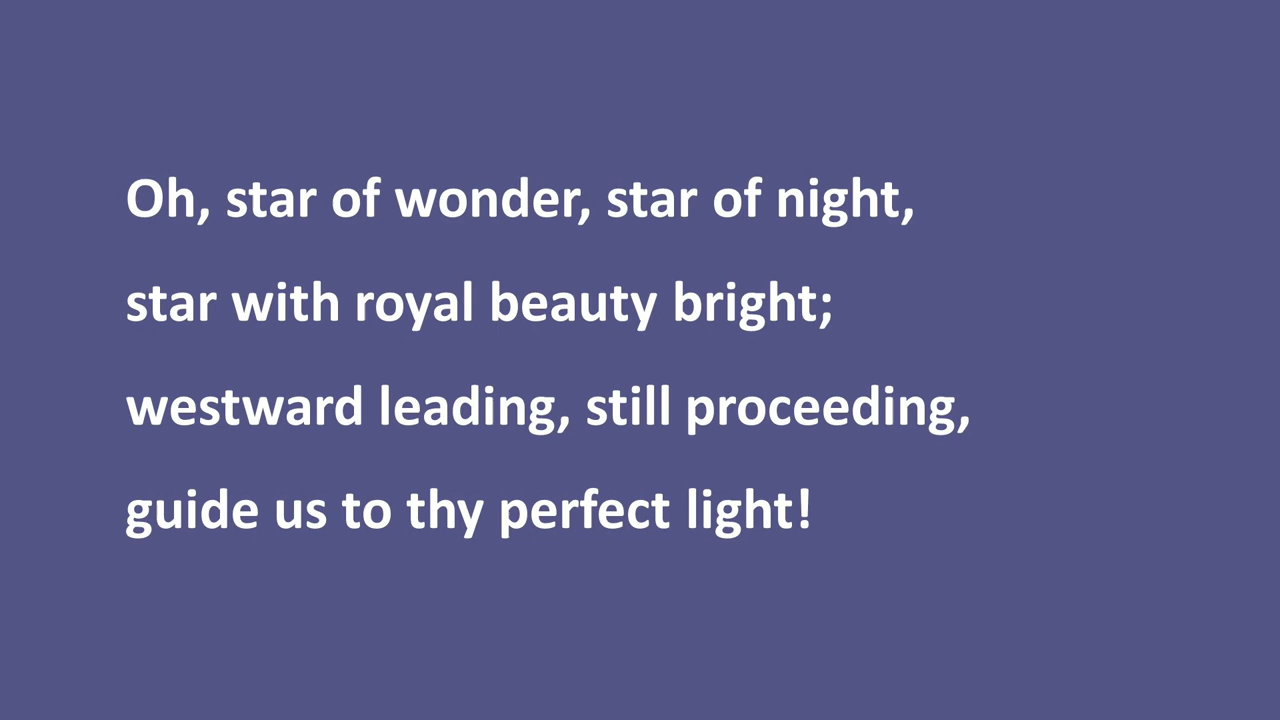 Oh, star of wonder, star of night,
star with royal beauty bright;
westward leading, still proceeding,
guide us to thy perfect light!